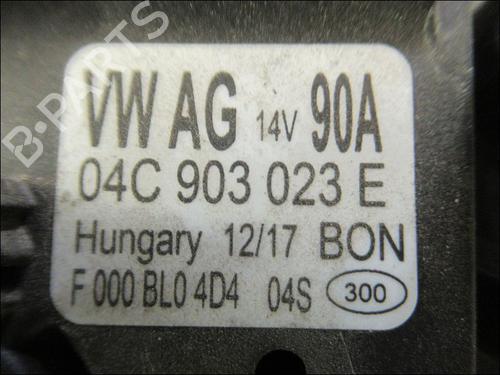 VW AG 14V 90A
04C 903 023 E
Hungary 12/17 BON
F 000 BL0 4D4 04S 300
B-PARTS